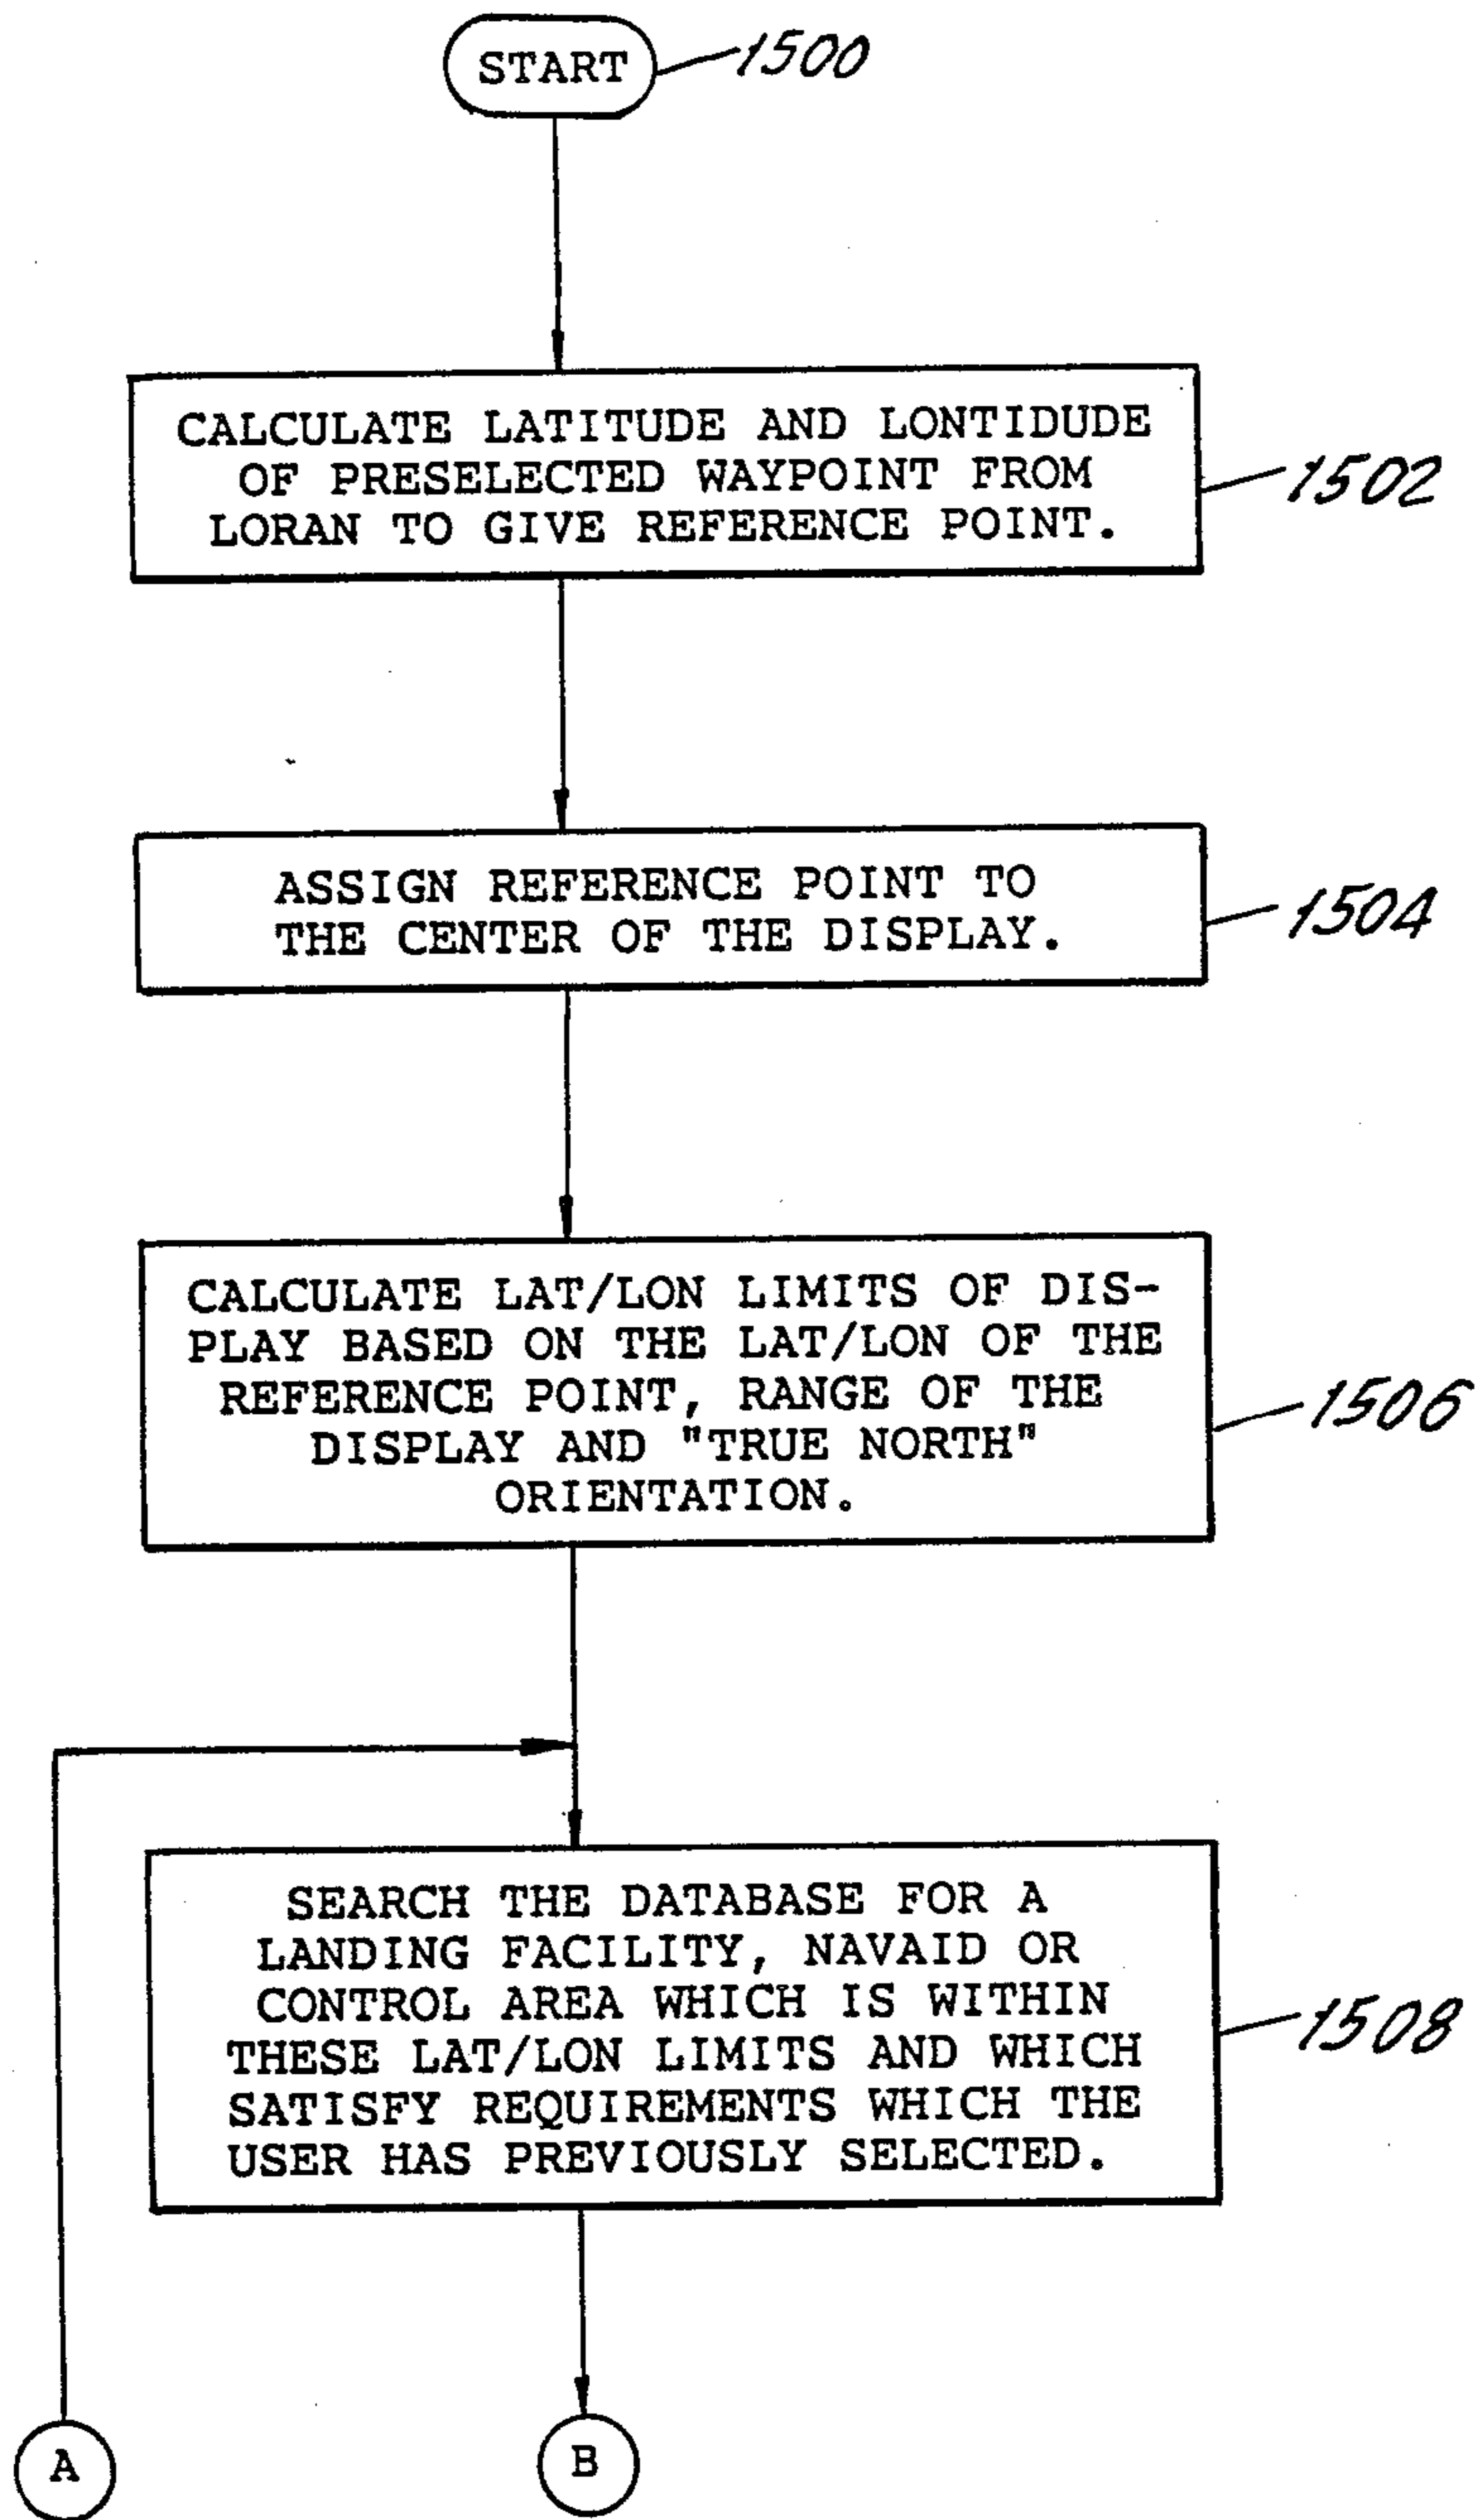 START
1500
CALCULATE LATITUDE AND LONTIDUDE
OF PRESELECTED WAYPOINT FROM
LORAN TO GIVE REFERENCE POINT.
1502
ASSIGN REFERENCE POINT TO
THE CENTER OF THE DISPLAY.
1504
CALCULATE LAT/LON LIMITS OF DIS-
PLAY BASED ON THE LAT/LON OF THE
REFERENCE POINT, RANGE OF THE
DISPLAY AND "TRUE NORTH"
ORIENTATION.
1506
SEARCH THE DATABASE FOR A
LANDING FACILITY, NAVAID OR
CONTROL AREA WHICH IS WITHIN
THESE LAT/LON LIMITS AND WHICH
SATISFY REQUIREMENTS WHICH THE
USER HAS PREVIOUSLY SELECTED.
1508
A
B